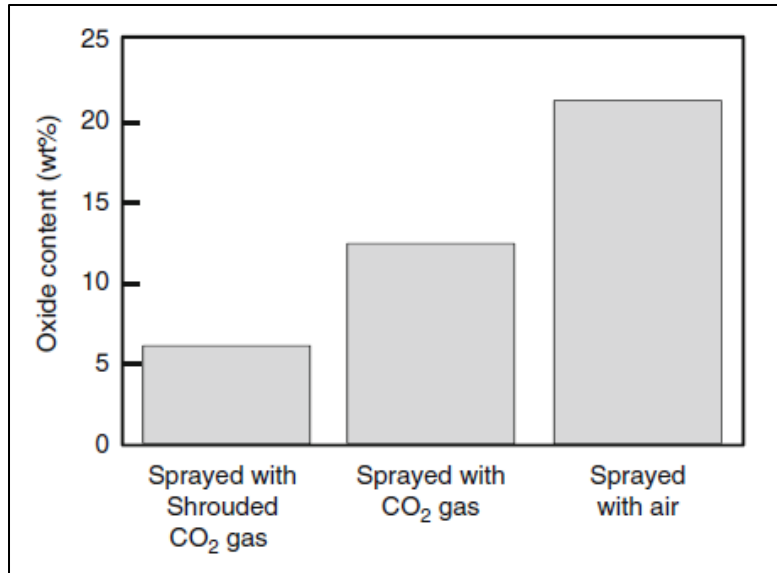 25
20
15
10
5
0
Oxide content (wt%)
Sprayed with
Shrouded
CO₂ gas
Sprayed with
CO₂ gas
Sprayed
with air